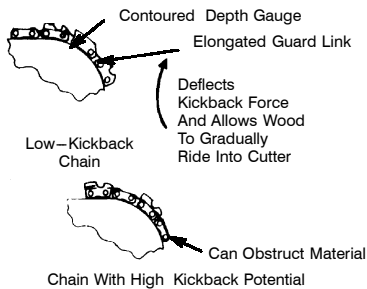 Contoured Depth Gauge
Elongated Guard Link
Deflects
Kickback Force
And Allows Wood
To Gradually
Ride Into Cutter
Low–Kickback
Chain
Can Obstruct Material
Chain With High Kickback Potential